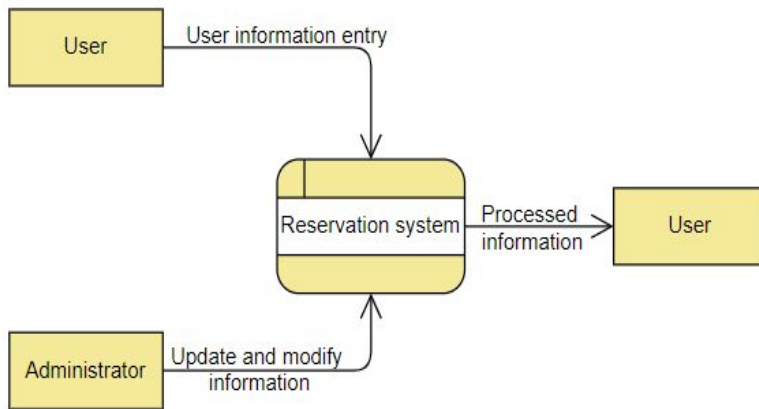 User
User information entry
Reservation system
Processed
information
User
Administrator
Update and modify
information